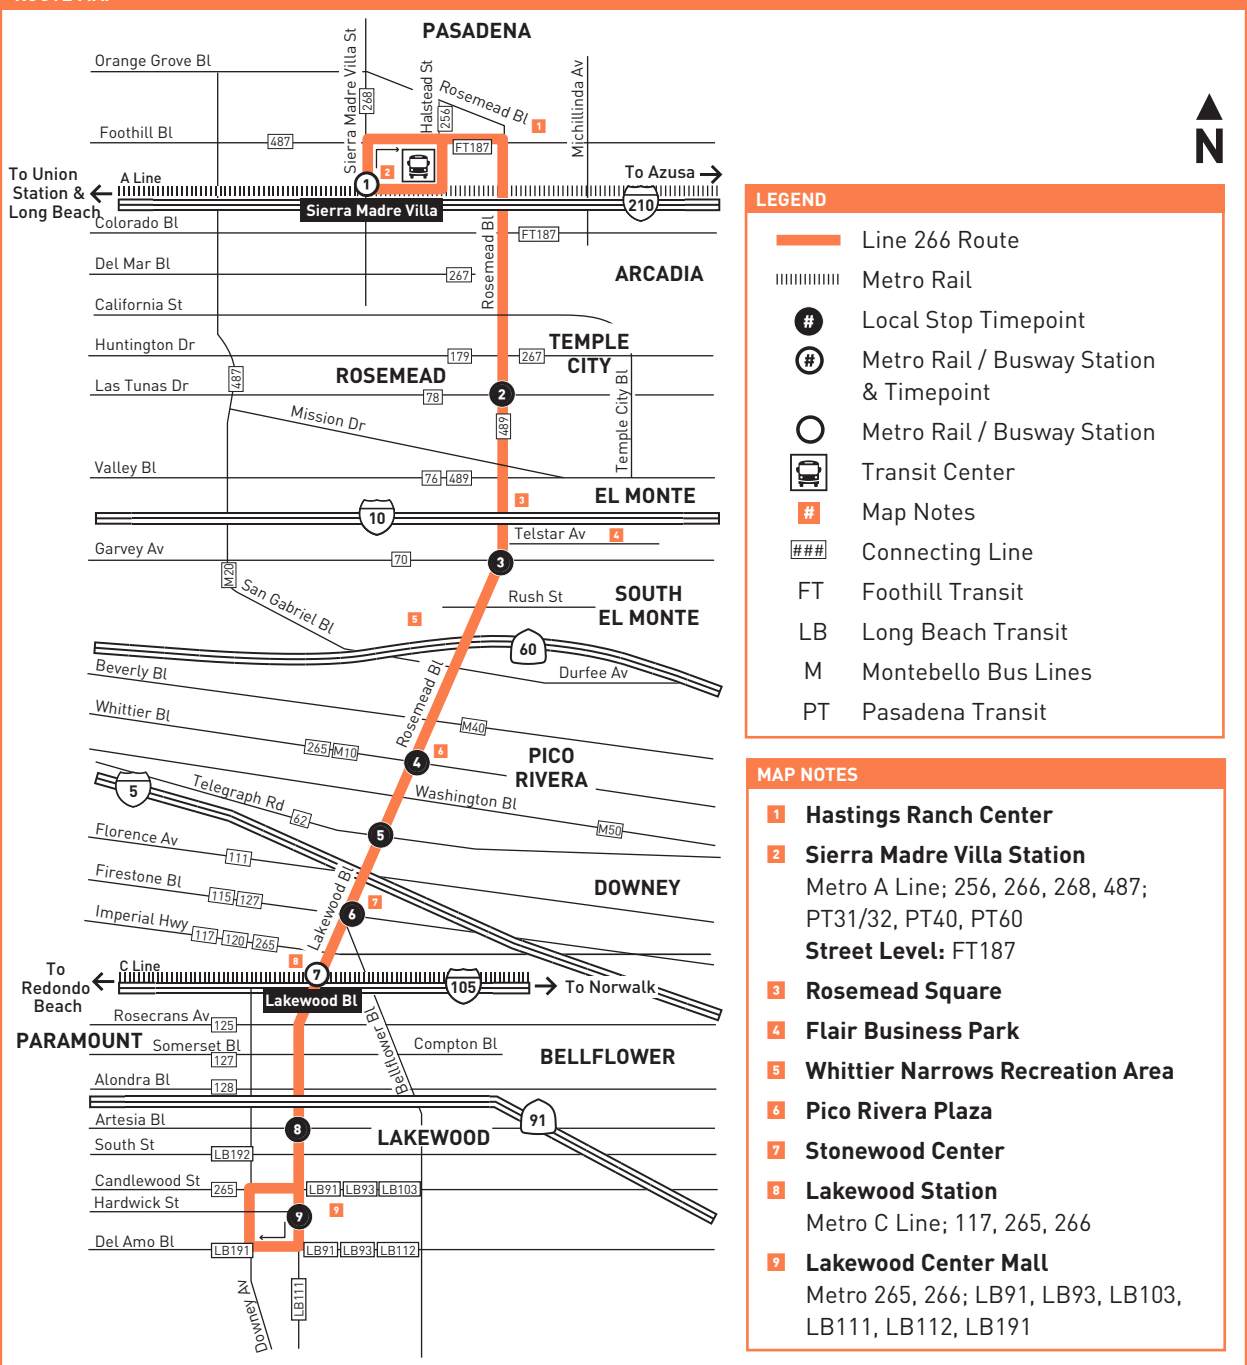 PASADENA
Orange Grove Bl
Sierra Madre Villa St
268
Halstead St
256
Rosemead Bl
1
Michillinda Av
Foothill Bl
487
FT187
N
To Union
Station &
Long Beach
A Line
1
2
To Azusa
210
Sierra Madre Villa
Colorado Bl
FT187
Rosemead Bl
Del Mar Bl
267
ARCADIA
California St
Huntington Dr
179
267
TEMPLE
CITY
ROSEMEAD
487
Las Tunas Dr
78
2
Temple City Bl
Mission Dr
489
Valley Bl
76
489
EL MONTE
3
10
Telstar Av
4
Garvey Av
70
3
M20
San Gabriel Bl
Rush St
SOUTH
EL MONTE
5
60
Beverly Bl
Durfee Av
Rosemead Bl
Whittier Bl
M40
265
M10
6
4
PICO
RIVERA
5
Telegraph Rd
62
Washington Bl
M50
5
Florence Av
111
Firestone Bl
115
127
Lakewood Bl
7
DOWNEY
6
Imperial Hwy
117
120
265
8
To
Redondo
Beach
C Line
7
105
To Norwalk
Lakewood Bl
Rosecrans Av
125
PARAMOUNT
Somerset Bl
127
Bellflower Bl
Compton Bl
BELLFLOWER
Alondra Bl
128
91
Artesia Bl
8
LAKEWOOD
South St
LB192
Candlewood St
265
LB91
LB93
LB103
Hardwick St
9
9
Del Amo Bl
LB191
LB91
LB93
LB112
Downey Av
LB111
LEGEND
Line 266 Route
Metro Rail
# Local Stop Timepoint
# Metro Rail / Busway Station
& Timepoint
Metro Rail / Busway Station
Transit Center
# Map Notes
### Connecting Line
FT Foothill Transit
LB Long Beach Transit
M Montebello Bus Lines
PT Pasadena Transit
MAP NOTES
1 Hastings Ranch Center
2 Sierra Madre Villa Station
Metro A Line; 256, 266, 268, 487;
PT31/32, PT40, PT60
Street Level: FT187
3 Rosemead Square
4 Flair Business Park
5 Whittier Narrows Recreation Area
6 Pico Rivera Plaza
7 Stonewood Center
8 Lakewood Station
Metro C Line; 117, 265, 266
9 Lakewood Center Mall
Metro 265, 266; LB91, LB93, LB103,
LB111, LB112, LB191